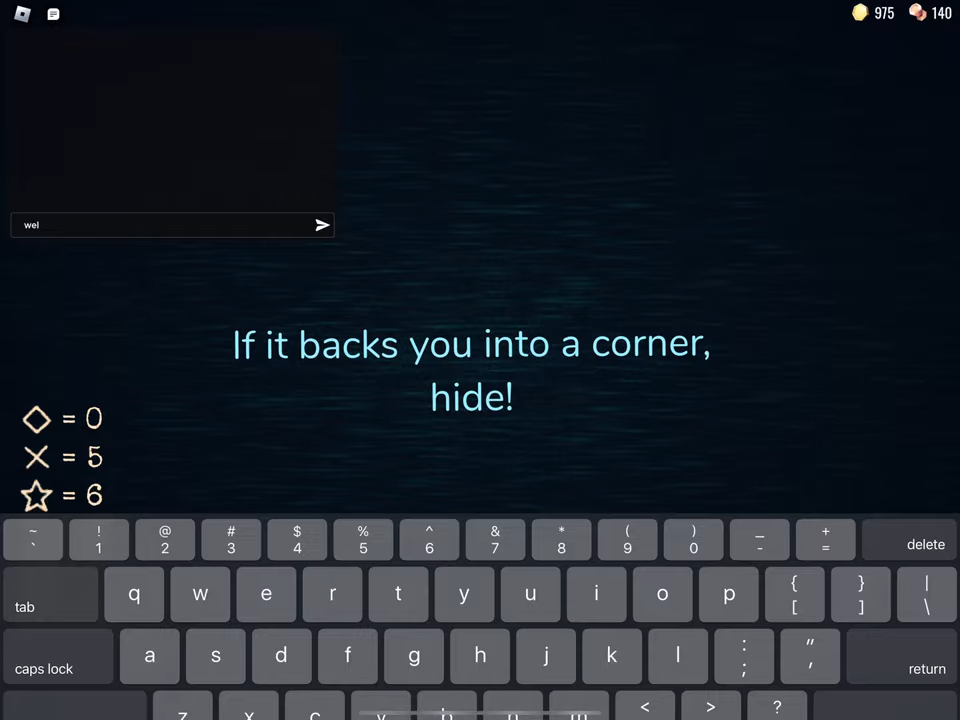 975 140
wel
If it backs you into a corner,
hide!
◇ = 0
✕ = 5
☆ = 6
~ ! @ # $ % ^ & * ( ) _ +
` 1 2 3 4 5 6 7 8 9 0 - = delete
tab q w e r t y u i o p { [ } ] | \
caps lock a s d f g h j k l : ; " ' return
z x c v b n m < > ?